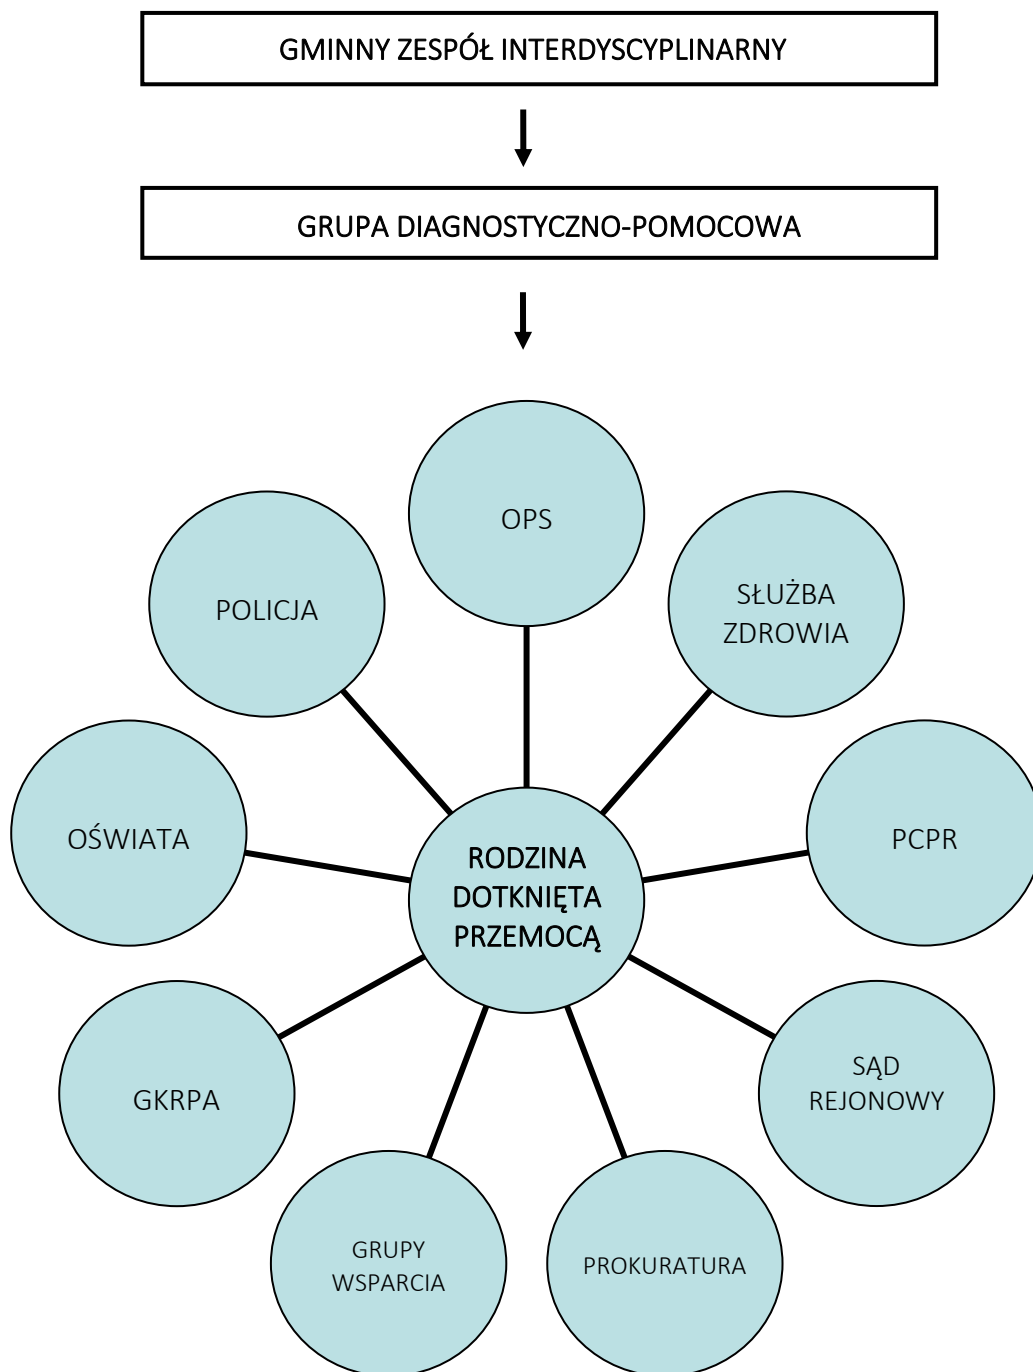 GMINNY ZESPÓŁ INTERDYSCYPLINARNY
GRUPA DIAGNOSTYCZNO-POMOCOWA
OPS
POLICJA
SŁUŻBA
ZDROWIA
OŚWIATA
PCPR
RODZINA
DOTKNIĘTA
PRZEMOCĄ
GKRPA
SĄD
REJONOWY
GRUPY
WSPARCIA
PROKURATURA